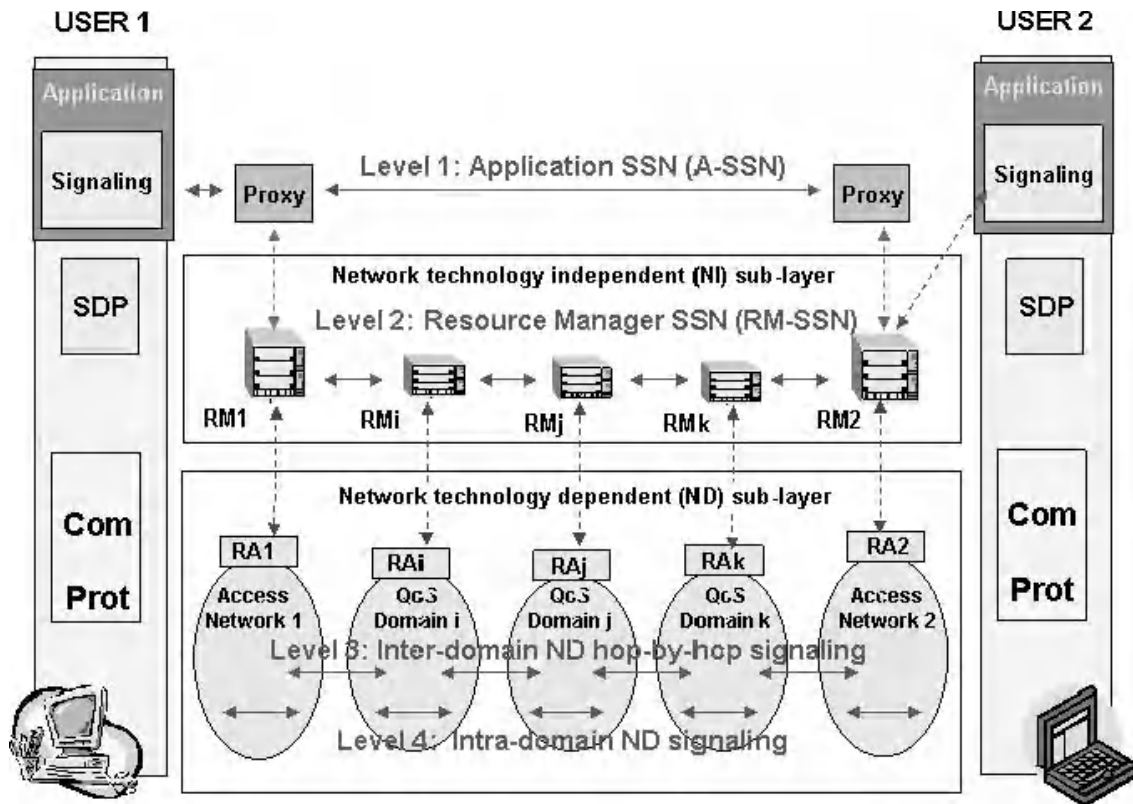 USER 1
USER 2
Application
Application
Signaling
Signaling
Level 1: Application SSN (A-SSN)
Proxy
Proxy
SDP
SDP
Network technology independent (NI) sub-layer
Level 2: Resource Manager SSN (RM-SSN)
RM1
RMi
RMj
RMk
RM2
Network technology dependent (ND) sub-layer
Com
Prot
Com
Prot
RA1
RAi
RAj
RAk
RA2
Access
Network 1
QoS
Domain i
QoS
Domain j
QoS
Domain k
Access
Network 2
Level 3: Inter-domain ND hop-by-hop signaling
Level 4: Intra-domain ND signaling